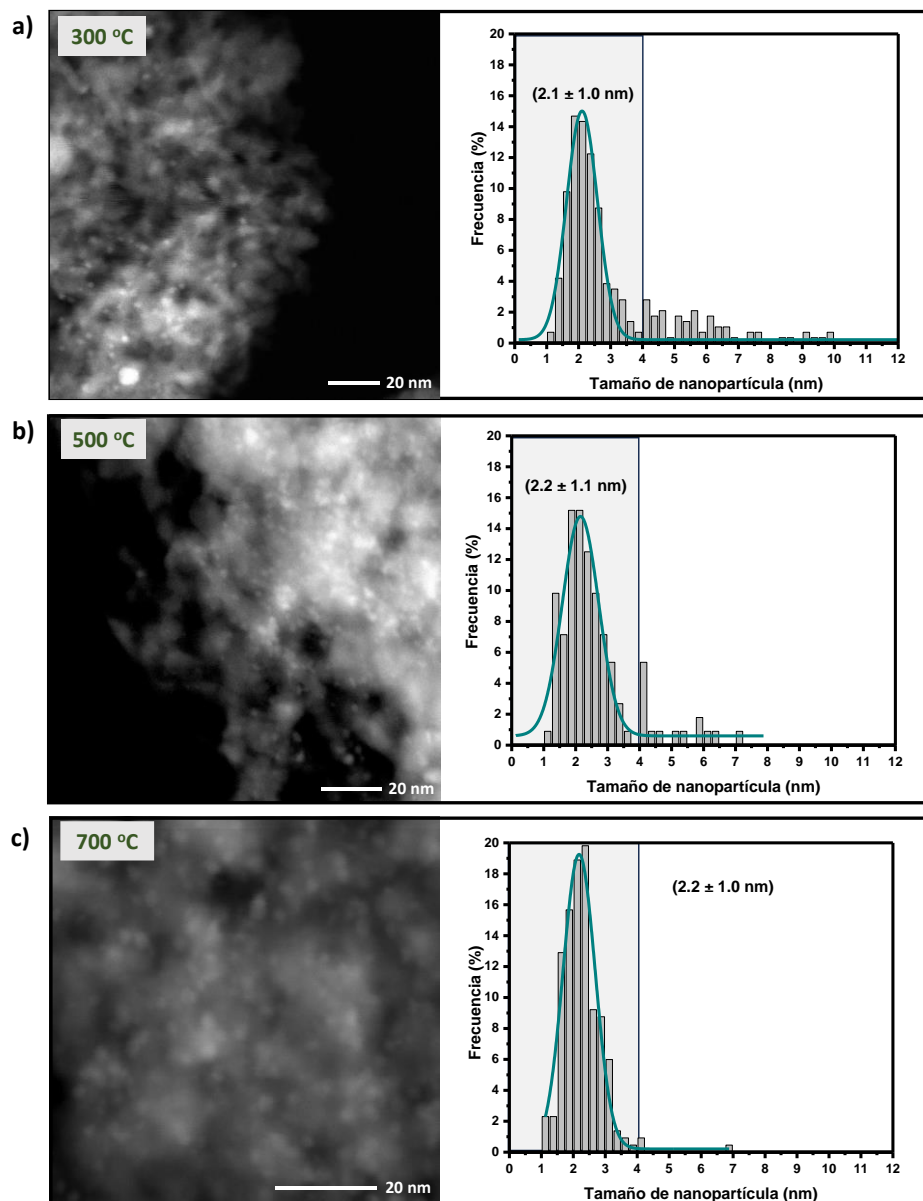 a)
300 °C
20 nm
Frecuencia (%)
20
18
16
14
12
10
8
6
4
2
0
(2.1 ± 1.0 nm)
0 1 2 3 4 5 6 7 8 9 10 11 12
Tamaño de nanopartícula (nm)
b)
500 °C
20 nm
Frecuencia (%)
20
18
16
14
12
10
8
6
4
2
0
(2.2 ± 1.1 nm)
0 1 2 3 4 5 6 7 8 9 10 11 12
Tamaño de nanopartícula (nm)
c)
700 °C
20 nm
Frecuencia (%)
20
18
16
14
12
10
8
6
4
2
0
(2.2 ± 1.0 nm)
0 1 2 3 4 5 6 7 8 9 10 11 12
Tamaño de nanopartícula (nm)